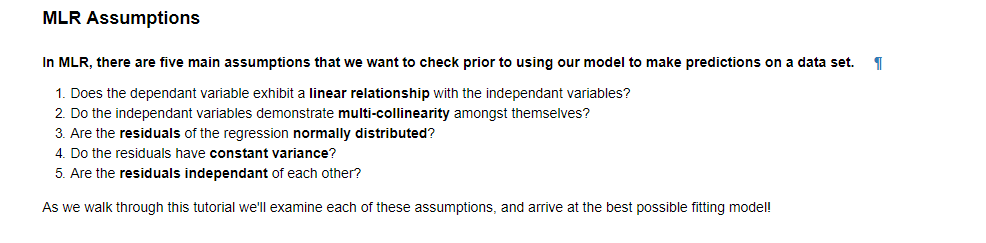 MLR Assumptions
In MLR, there are five main assumptions that we want to check prior to using our model to make predictions on a data set. ¶
1. Does the dependant variable exhibit a linear relationship with the independant variables?
2. Do the independant variables demonstrate multi-collinearity amongst themselves?
3. Are the residuals of the regression normally distributed?
4. Do the residuals have constant variance?
5. Are the residuals independant of each other?
As we walk through this tutorial we'll examine each of these assumptions, and arrive at the best possible fitting model!